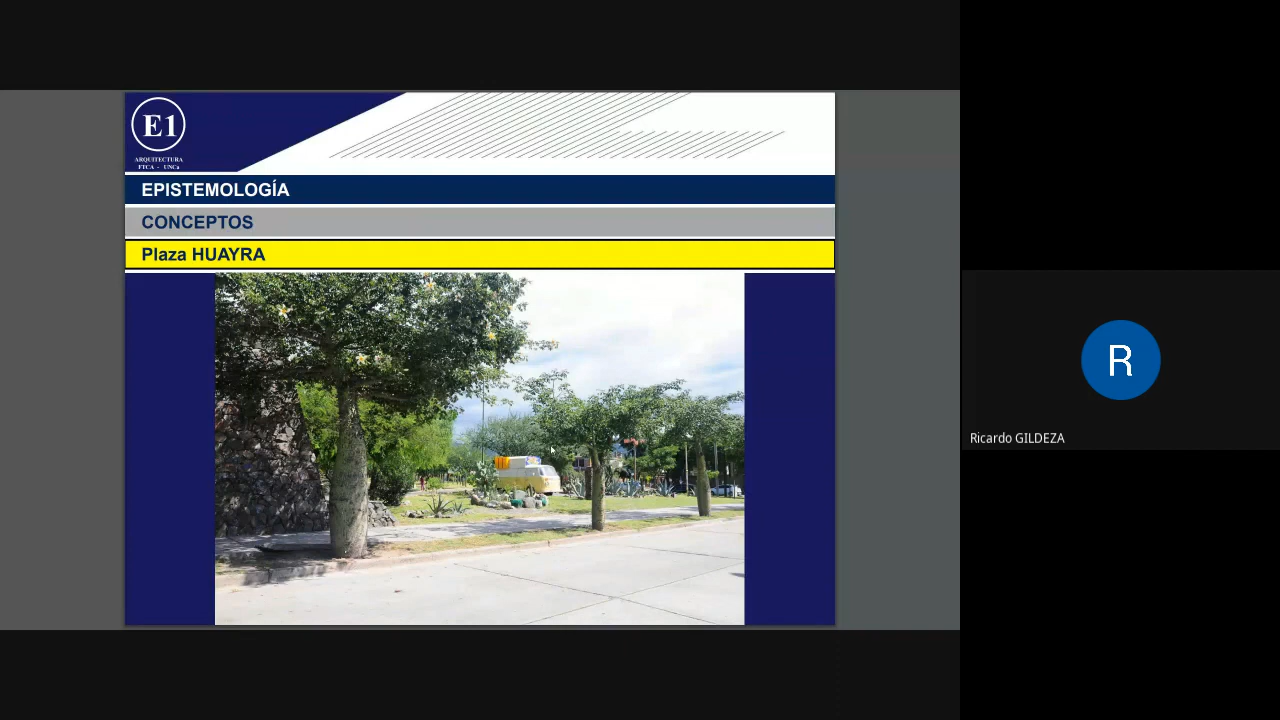 E1
ARQUITECTURA
FTCA - UNCa
EPISTEMOLOGÍA
CONCEPTOS
Plaza HUAYRA
R
Ricardo GILDEZA